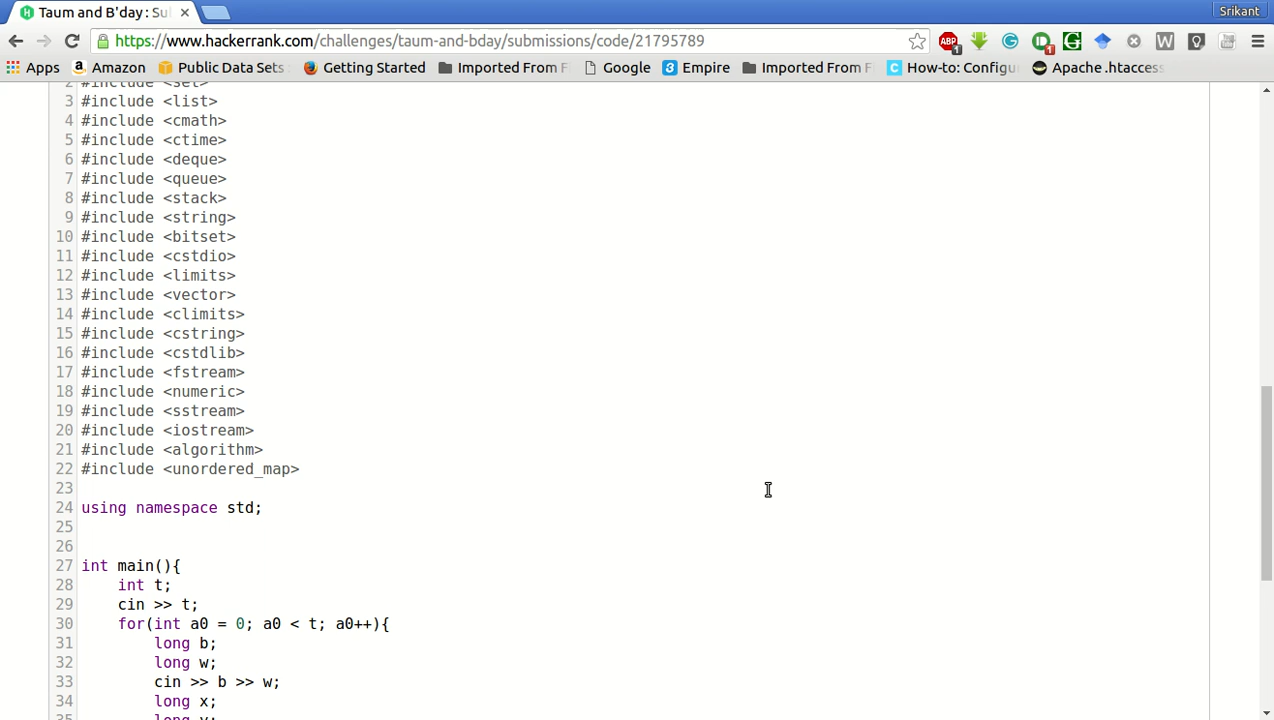 Taum and B'day : Su
Srikant
https://www.hackerrank.com/challenges/taum-and-bday/submissions/code/21795789
Apps Amazon Public Data Sets Getting Started Imported From F Google Empire Imported From F How-to: Configu Apache .htaccess
2 #include <set>
3 #include <list>
4 #include <cmath>
5 #include <ctime>
6 #include <deque>
7 #include <queue>
8 #include <stack>
9 #include <string>
10 #include <bitset>
11 #include <cstdio>
12 #include <limits>
13 #include <vector>
14 #include <climits>
15 #include <cstring>
16 #include <cstdlib>
17 #include <fstream>
18 #include <numeric>
19 #include <sstream>
20 #include <iostream>
21 #include <algorithm>
22 #include <unordered_map>
23
24 using namespace std;
25
26
27 int main(){
28 int t;
29 cin >> t;
30 for(int a0 = 0; a0 < t; a0++){
31 long b;
32 long w;
33 cin >> b >> w;
34 long x;
35 long y;